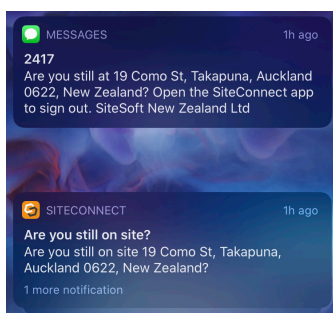 MESSAGES 1h ago
2417
Are you still at 19 Como St, Takapuna, Auckland
0622, New Zealand? Open the SiteConnect app
to sign out. SiteSoft New Zealand Ltd
SITECONNECT 1h ago
Are you still on site?
Are you still on site 19 Como St, Takapuna,
Auckland 0622, New Zealand?
1 more notification